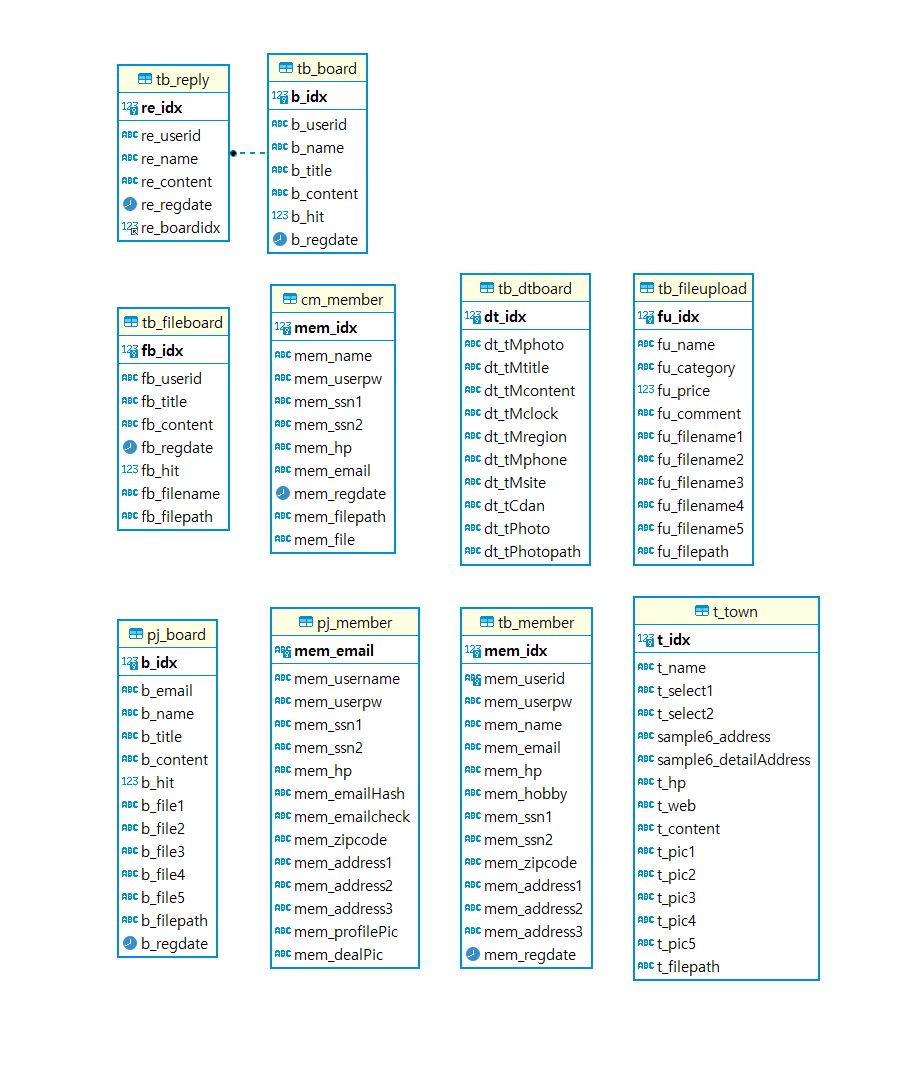 tb_reply
re_idx
re_userid
re_name
re_content
re_regdate
re_boardidx
tb_board
b_idx
b_userid
b_name
b_title
b_content
b_hit
b_regdate
tb_fileboard
fb_idx
fb_userid
fb_title
fb_content
fb_regdate
fb_hit
fb_filename
fb_filepath
cm_member
mem_idx
mem_name
mem_userpw
mem_ssn1
mem_ssn2
mem_hp
mem_email
mem_regdate
mem_filepath
mem_file
tb_dtboard
dt_idx
dt_tMphoto
dt_tMtitle
dt_tMcontent
dt_tMclock
dt_tMregion
dt_tMphone
dt_tMsite
dt_tCdan
dt_tPhoto
dt_tPhotopath
tb_fileupload
fu_idx
fu_name
fu_category
fu_price
fu_comment
fu_filename1
fu_filename2
fu_filename3
fu_filename4
fu_filename5
fu_filepath
pj_board
b_idx
b_email
b_name
b_title
b_content
b_hit
b_file1
b_file2
b_file3
b_file4
b_file5
b_filepath
b_regdate
pj_member
mem_email
mem_username
mem_userpw
mem_ssn1
mem_ssn2
mem_hp
mem_emailHash
mem_emailcheck
mem_zipcode
mem_address1
mem_address2
mem_address3
mem_profilePic
mem_dealPic
tb_member
mem_idx
mem_userid
mem_userpw
mem_name
mem_email
mem_hp
mem_hobby
mem_ssn1
mem_ssn2
mem_zipcode
mem_address1
mem_address2
mem_address3
mem_regdate
t_town
t_idx
t_name
t_select1
t_select2
sample6_address
sample6_detailAddress
t_hp
t_web
t_content
t_pic1
t_pic2
t_pic3
t_pic4
t_pic5
t_filepath